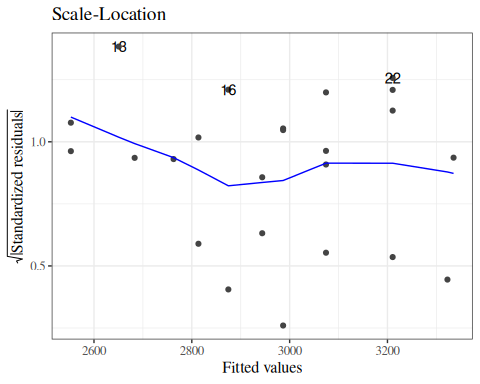 Scale-Location
18
16
22
1.0
0.5
√|Standardized residuals|
2600 2800 3000 3200
Fitted values